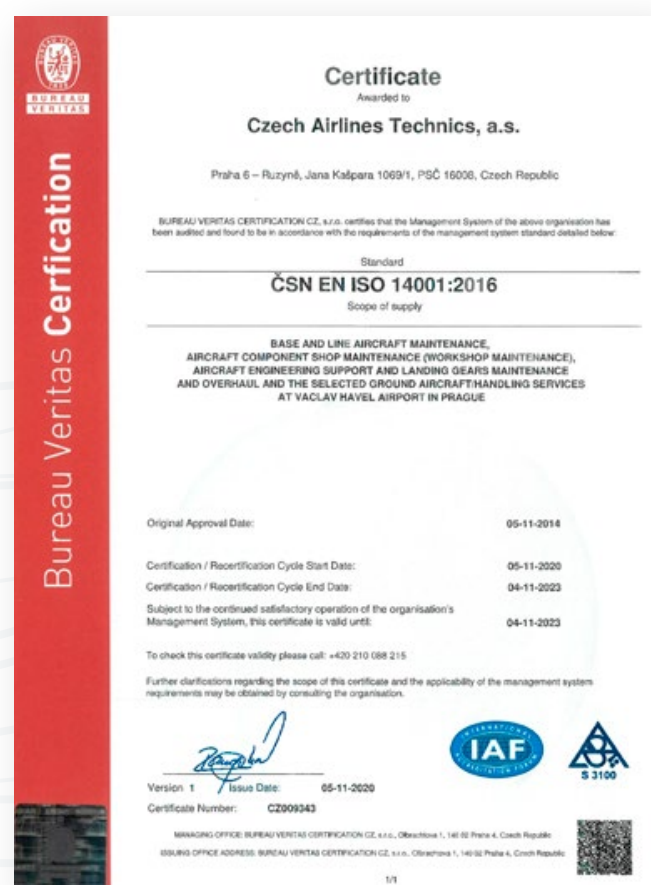 BUREAU
VERITAS
Bureau Veritas Cerfication
Certificate
Awarded to
Czech Airlines Technics, a.s.
Praha 6 – Ruzyně, Jana Kašpara 1069/1, PSČ 16008, Czech Republic
BUREAU VERITAS CERTIFICATION CZ, s.r.o. certifies that the Management System of the above organisation has
been audited and found to be in accordance with the requirements of the management system standard detailed below:
Standard
ČSN EN ISO 14001:2016
Scope of supply
BASE AND LINE AIRCRAFT MAINTENANCE,
AIRCRAFT COMPONENT SHOP MAINTENANCE (WORKSHOP MAINTENANCE),
AIRCRAFT ENGINEERING SUPPORT AND LANDING GEARS MAINTENANCE
AND OVERHAUL AND THE SELECTED GROUND AIRCRAFT/HANDLING SERVICES
AT VACLAV HAVEL AIRPORT IN PRAGUE
Original Approval Date: 05-11-2014
Certification / Recertification Cycle Start Date: 05-11-2020
Certification / Recertification Cycle End Date: 04-11-2023
Subject to the continued satisfactory operation of the organisation's
Management System, this certificate is valid until: 04-11-2023
To check this certificate validity please call: +420 210 088 215
Further clarifications regarding the scope of this certificate and the applicability of the management system
requirements may be obtained by consulting the organisation.
INTERNATIONAL
IAF
ACCREDITATION FORUM
S 3100
Version 1 Issue Date: 05-11-2020
Certificate Number: CZ009343
MANAGING OFFICE: BUREAU VERITAS CERTIFICATION CZ, s.r.o., Olbrachtova 1, 140 02 Praha 4, Czech Republic
ISSUING OFFICE ADDRESS: BUREAU VERITAS CERTIFICATION CZ, s.r.o., Olbrachtova 1, 140 02 Praha 4, Czech Republic
1/1